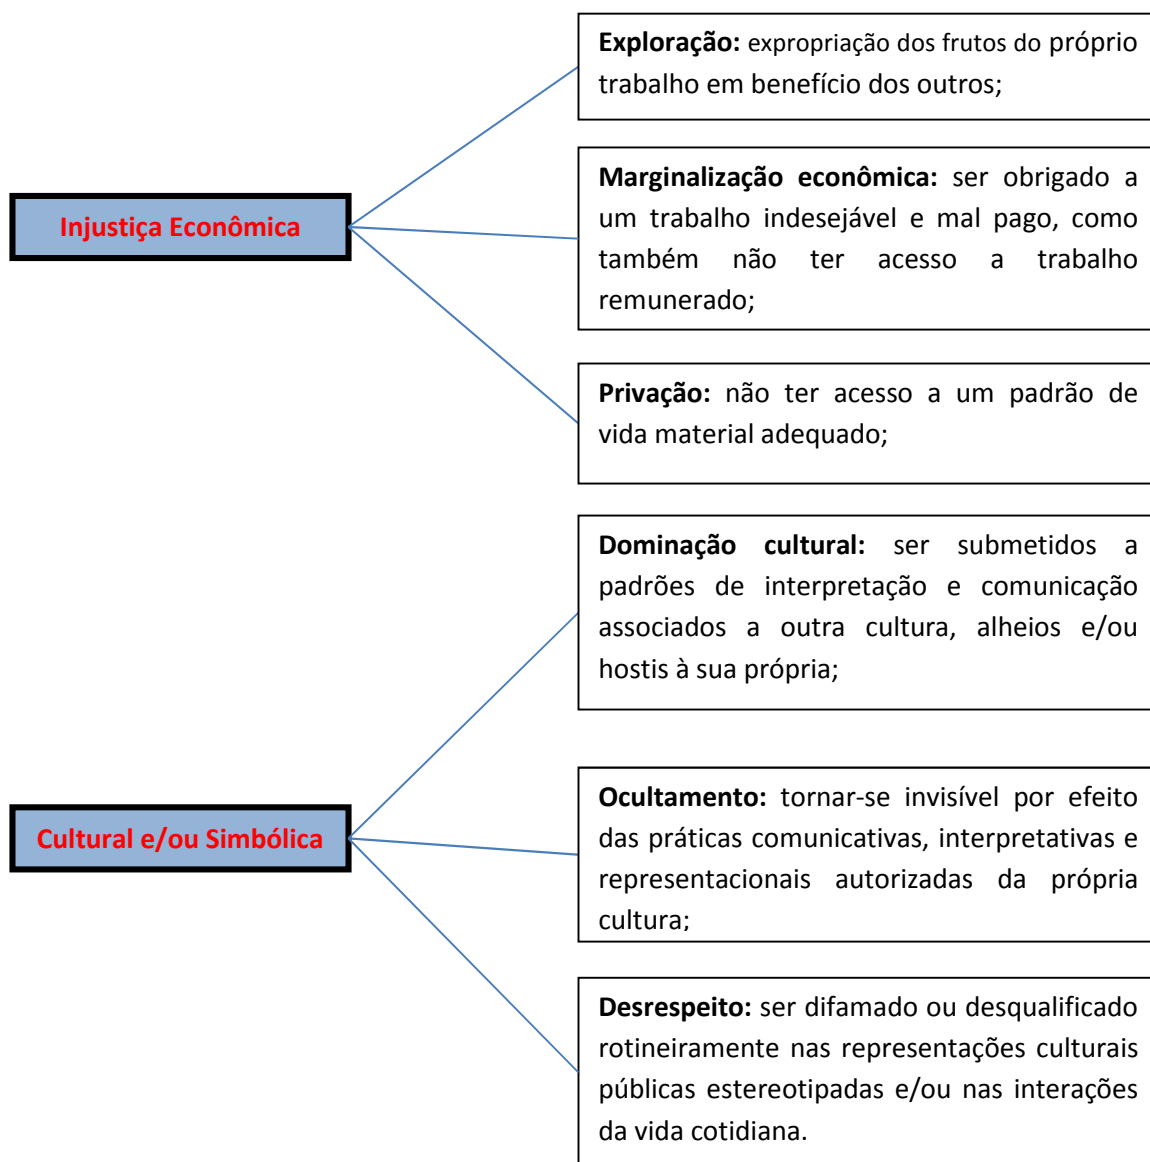 Exploração: expropriação dos frutos do próprio
trabalho em benefício dos outros;
Marginalização econômica: ser obrigado a
um trabalho indesejável e mal pago, como
também não ter acesso a trabalho
remunerado;
Injustiça Econômica
Privação: não ter acesso a um padrão de
vida material adequado;
Dominação cultural: ser submetidos a
padrões de interpretação e comunicação
associados a outra cultura, alheios e/ou
hostis à sua própria;
Ocultamento: tornar-se invisível por efeito
das práticas comunicativas, interpretativas e
representacionais autorizadas da própria
cultura;
Cultural e/ou Simbólica
Desrespeito: ser difamado ou desqualificado
rotineiramente nas representações culturais
públicas estereotipadas e/ou nas interações
da vida cotidiana.